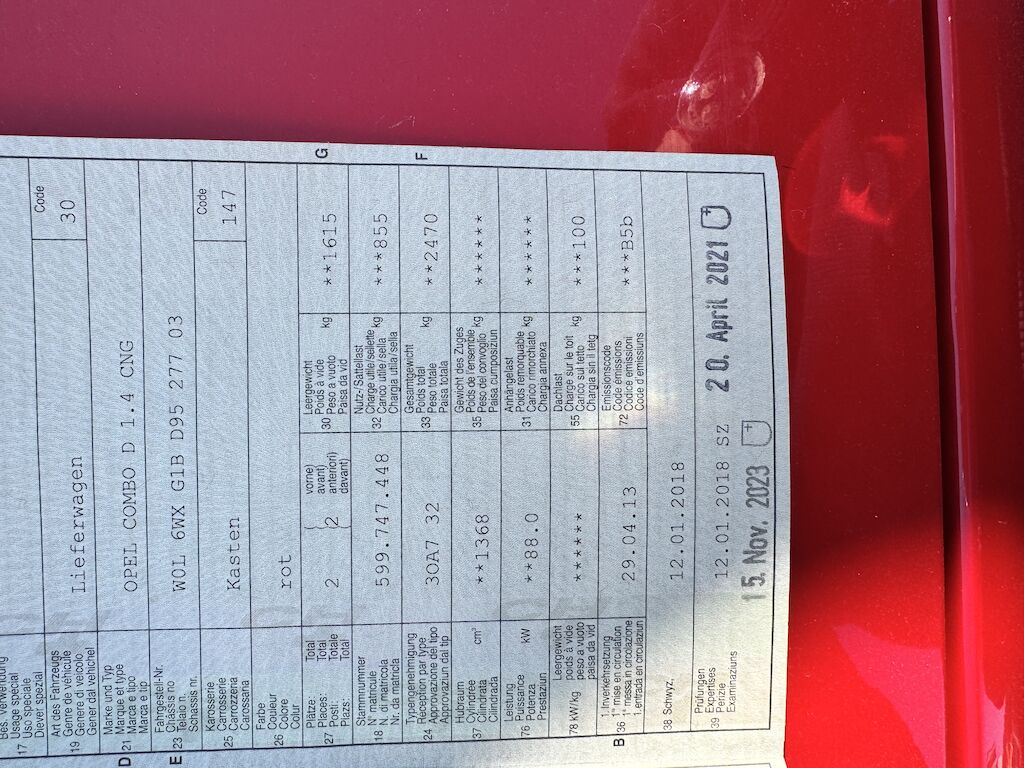 Bes. Verwendung
Usage spécial
17 Uso speciale
Diever. spezial
Art des Fahrzeugs
Genre de véhicule
19 Genere di veicolo
Gener dal vehichel
Lieferwagen
Code
30
D 21
Marke und Typ
Marque et type
Marca e tipo
Marca e tip
OPEL COMBO D 1.4 CNG
E 23
Fahrgestell-Nr.
Châssis no
Telaio no
Schassis nr.
W0L 6WX G1B D95 277 03
Karosserie
Carrosserie
25 Carrozzeria
Carossaria
Kasten
Code
147
Farbe
Couleur
26 Colore
Colur
rot
Plätze: Total
Places: Total
27 Posti: Totale
Plazs: Total
2
vorne)
avant)
anteriori)
davant)
( 2
G
Leergewicht
Poids à vide
30 Peso a vuoto kg
Paisa da vid
**1615
Stammnummer
N° matricule
18 N. di matricola
Nr. da matricla
599.747.448
Nutz-/Sattellast
Charge utile/sellette
32 Carico utile/sella kg
Chargia utila/sella
***855
Typengenehmigung
Réception par type
24 Approvazione del tipo
Approvaziun dal tip
3OA7 32
F
Gesamtgewicht
Poids total
33 Peso totale kg
Paisa totala
**2470
Hubraum
Cylindrée
37 Cilindrata cm³
Cilindrada
**1368
Gewicht des Zuges
Poids de l'ensemble
35 Peso del convoglio kg
Paisa cumposiziun
******
Leistung
Puissance
76 Potenza kW
Prestaziun
**88.0
Anhängelast
Poids remorquable
31 Carico rimorchiato kg
Chargia annexa
*******
Leergewicht
poids à vide
78 kW/kg peso a vuoto
paisa da vid
******
Dachlast
55 Charge sur le toit
Carico sul tetto kg
Chargia sin il tetg
***100
B 36
1. Inverkehrsetzung
1re mise en circulation
1a messa in circolazione
1. entrada en circulaziun
29.04.13
Emissionscode
Code émissions
72 Codice emissioni
Code d'emissiuns
***B5b
38 Schwyz,
12.01.2018
Prüfungen
Expertises
39 Perizie
Examinaziuns
12.01.2018 SZ
20. April 2021
15. Nov. 2023